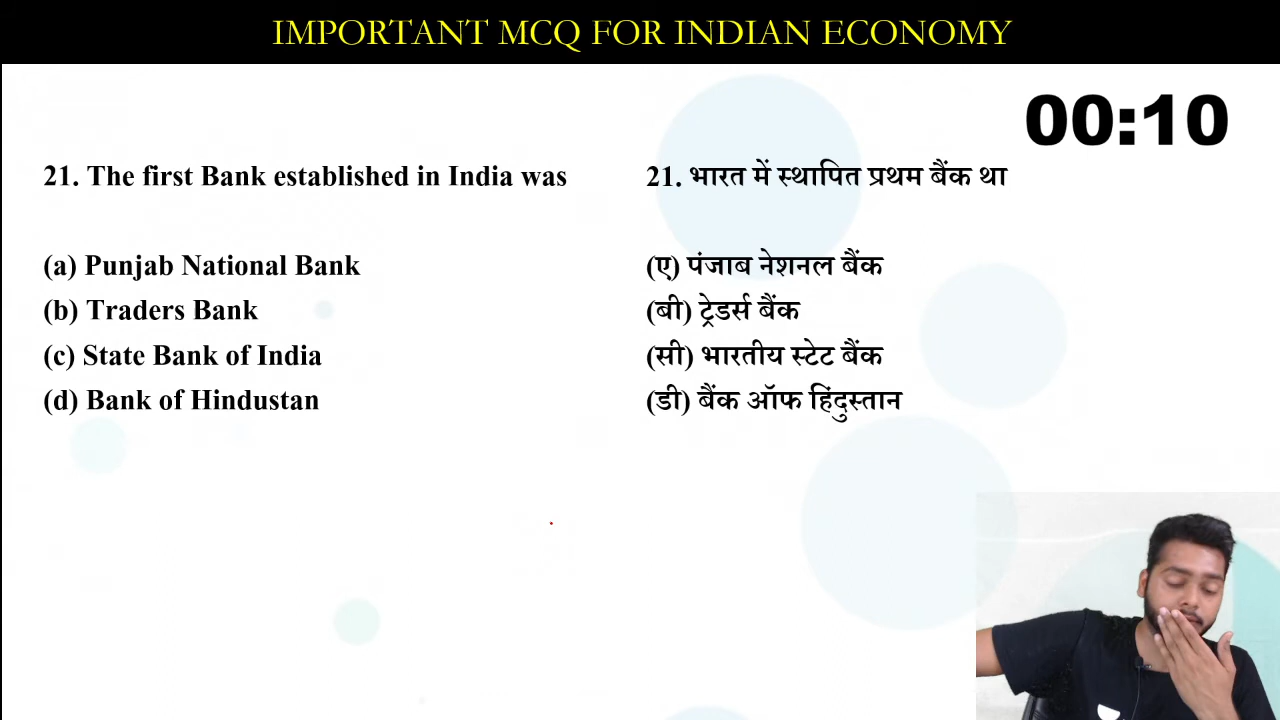 IMPORTANT MCQ FOR INDIAN ECONOMY
00:10
21. The first Bank established in India was
(a) Punjab National Bank
(b) Traders Bank
(c) State Bank of India
(d) Bank of Hindustan
21. भारत में स्थापित प्रथम बैंक था
(ए) पंजाब नेशनल बैंक
(बी) ट्रेडर्स बैंक
(सी) भारतीय स्टेट बैंक
(डी) बैंक ऑफ हिंदुस्तान